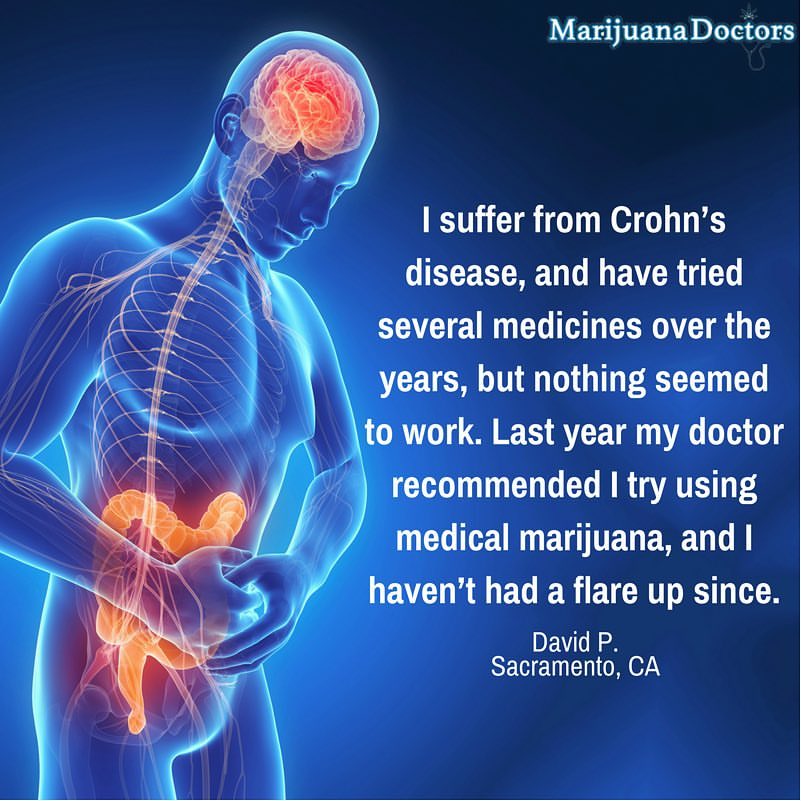 MarijuanaDoctors
I suffer from Crohn’s
disease, and have tried
several medicines over the
years, but nothing seemed
to work. Last year my doctor
recommended I try using
medical marijuana, and I
haven’t had a flare up since.
David P.
Sacramento, CA